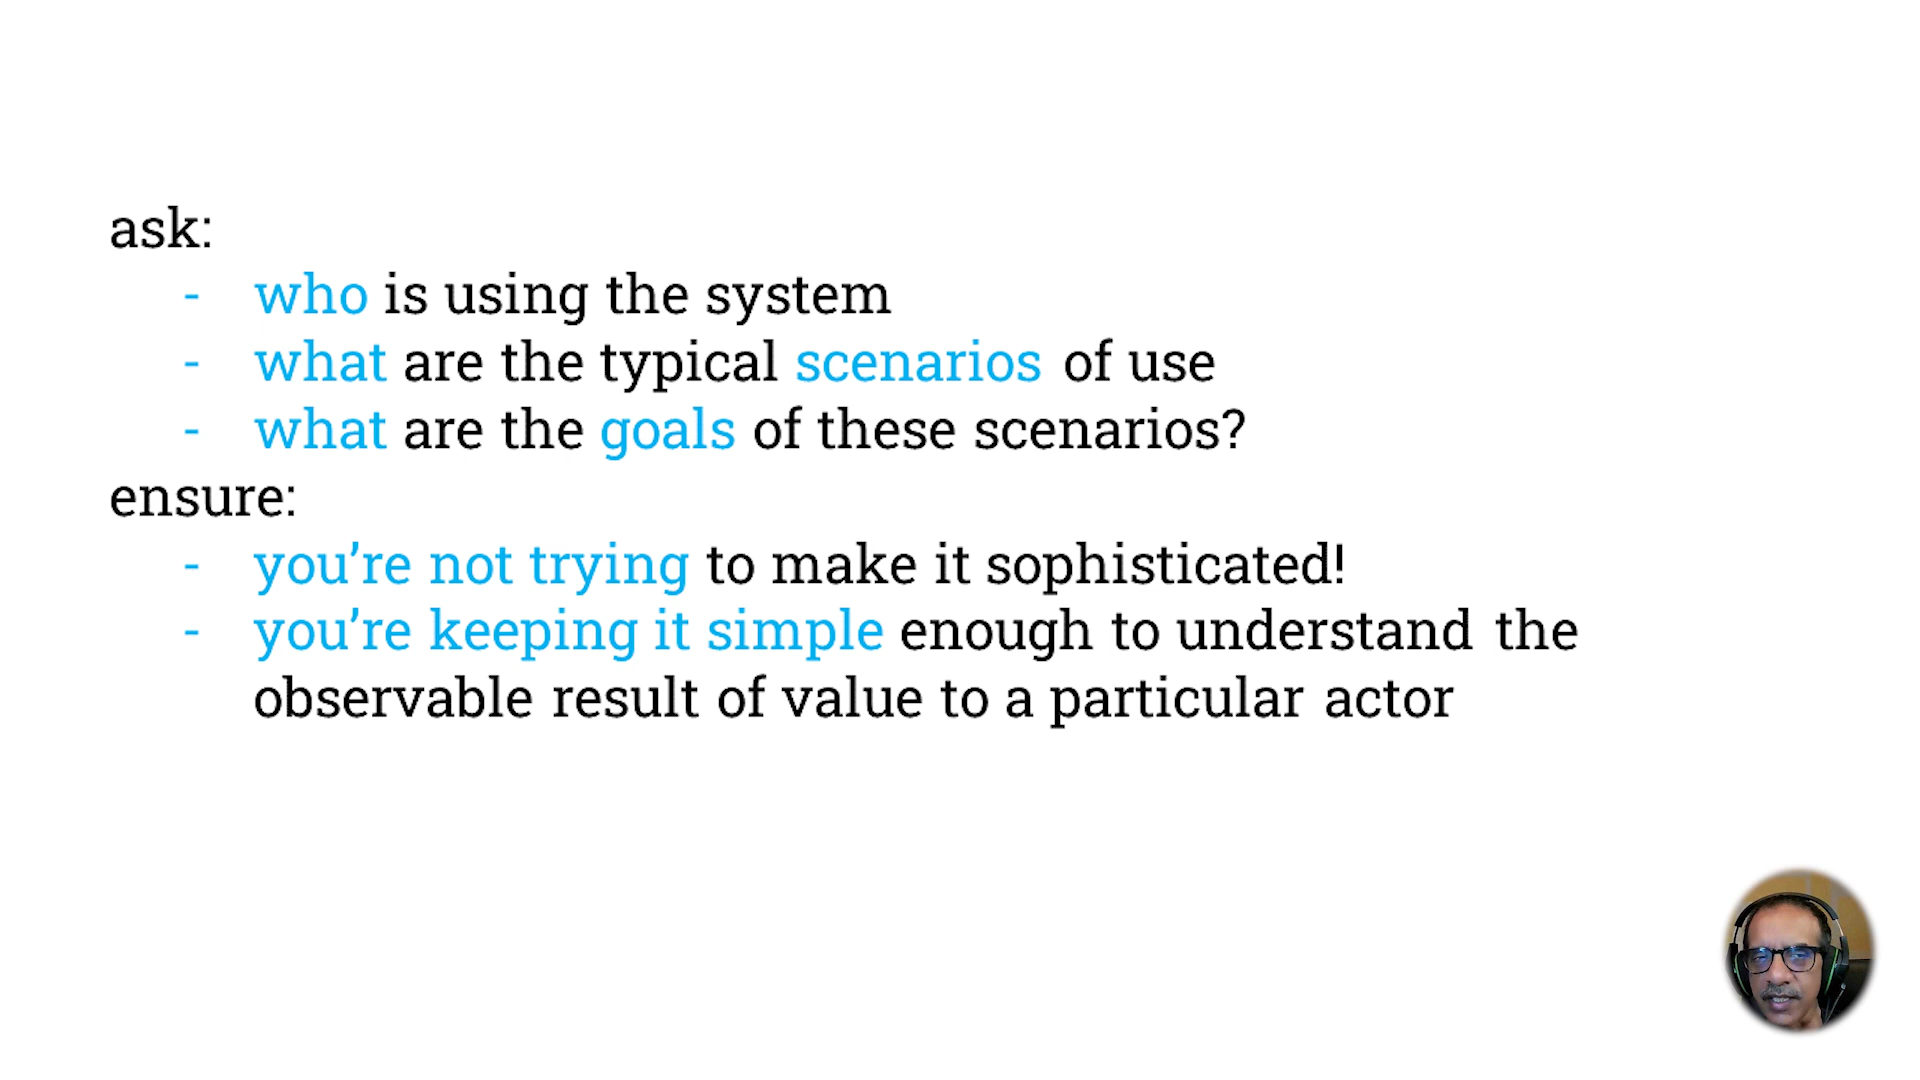 ask:
- who is using the system
- what are the typical scenarios of use
- what are the goals of these scenarios?
ensure:
- you’re not trying to make it sophisticated!
- you’re keeping it simple enough to understand the
observable result of value to a particular actor